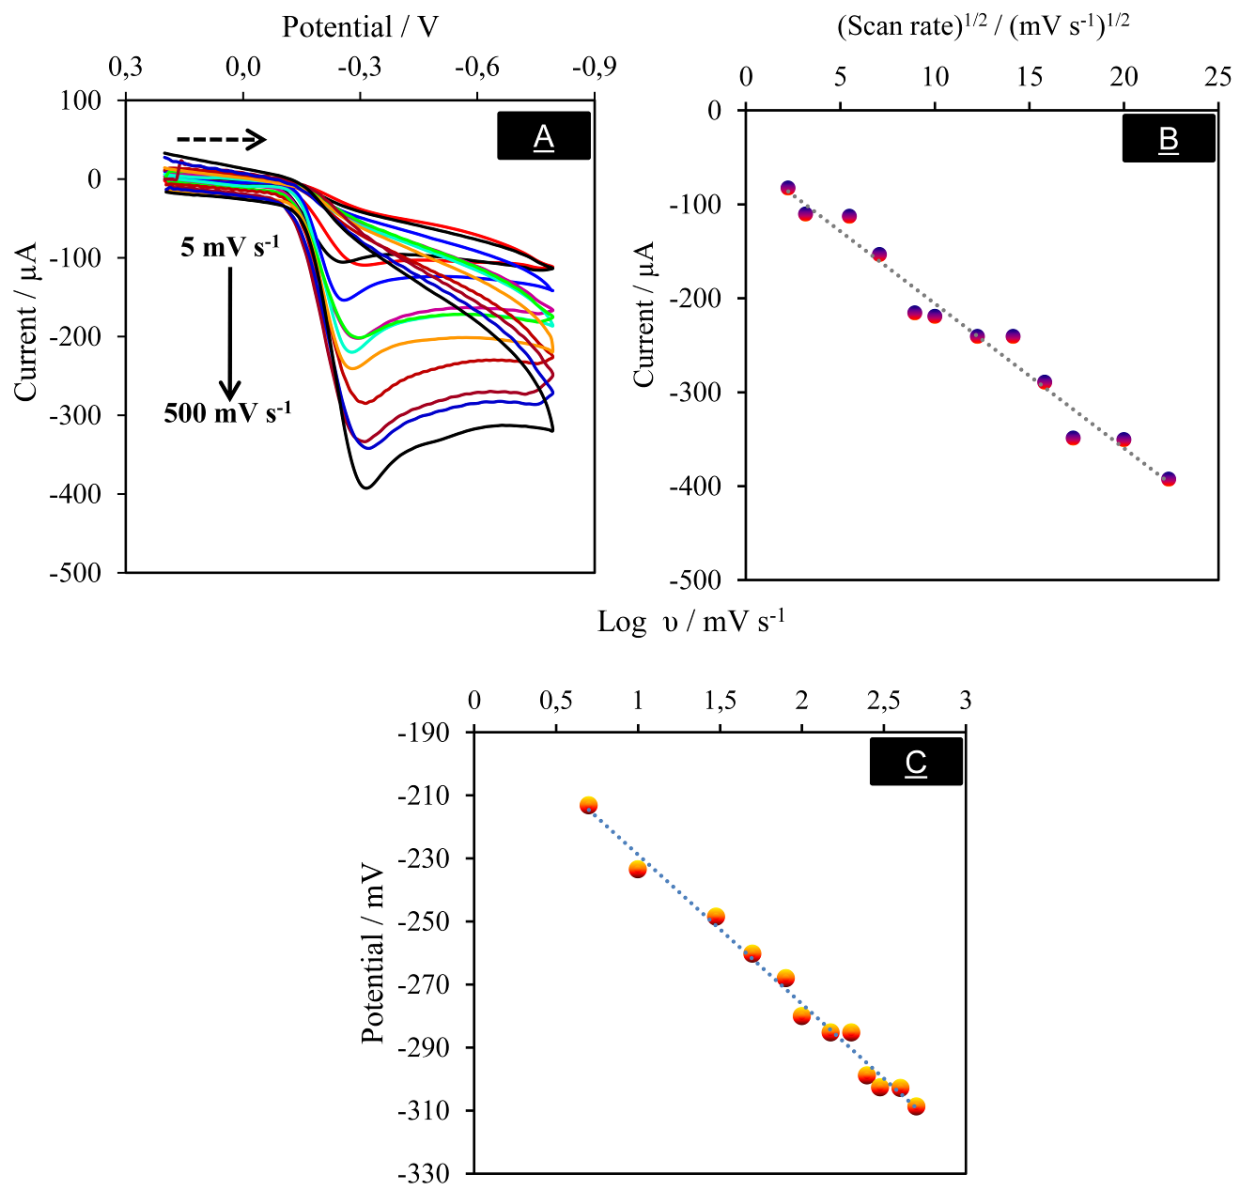 Potential / V
0,3 0,0 -0,3 -0,6 -0,9
100
0
-100
-200
-300
-400
-500
Current / µA
A
5 mV s-1
500 mV s-1
(Scan rate)1/2 / (mV s-1)1/2
0 5 10 15 20 25
0
-100
-200
-300
-400
-500
Current / µA
B
Log υ / mV s-1
0 0,5 1 1,5 2 2,5 3
-190
-210
-230
-250
-270
-290
-310
-330
Potential / mV
C